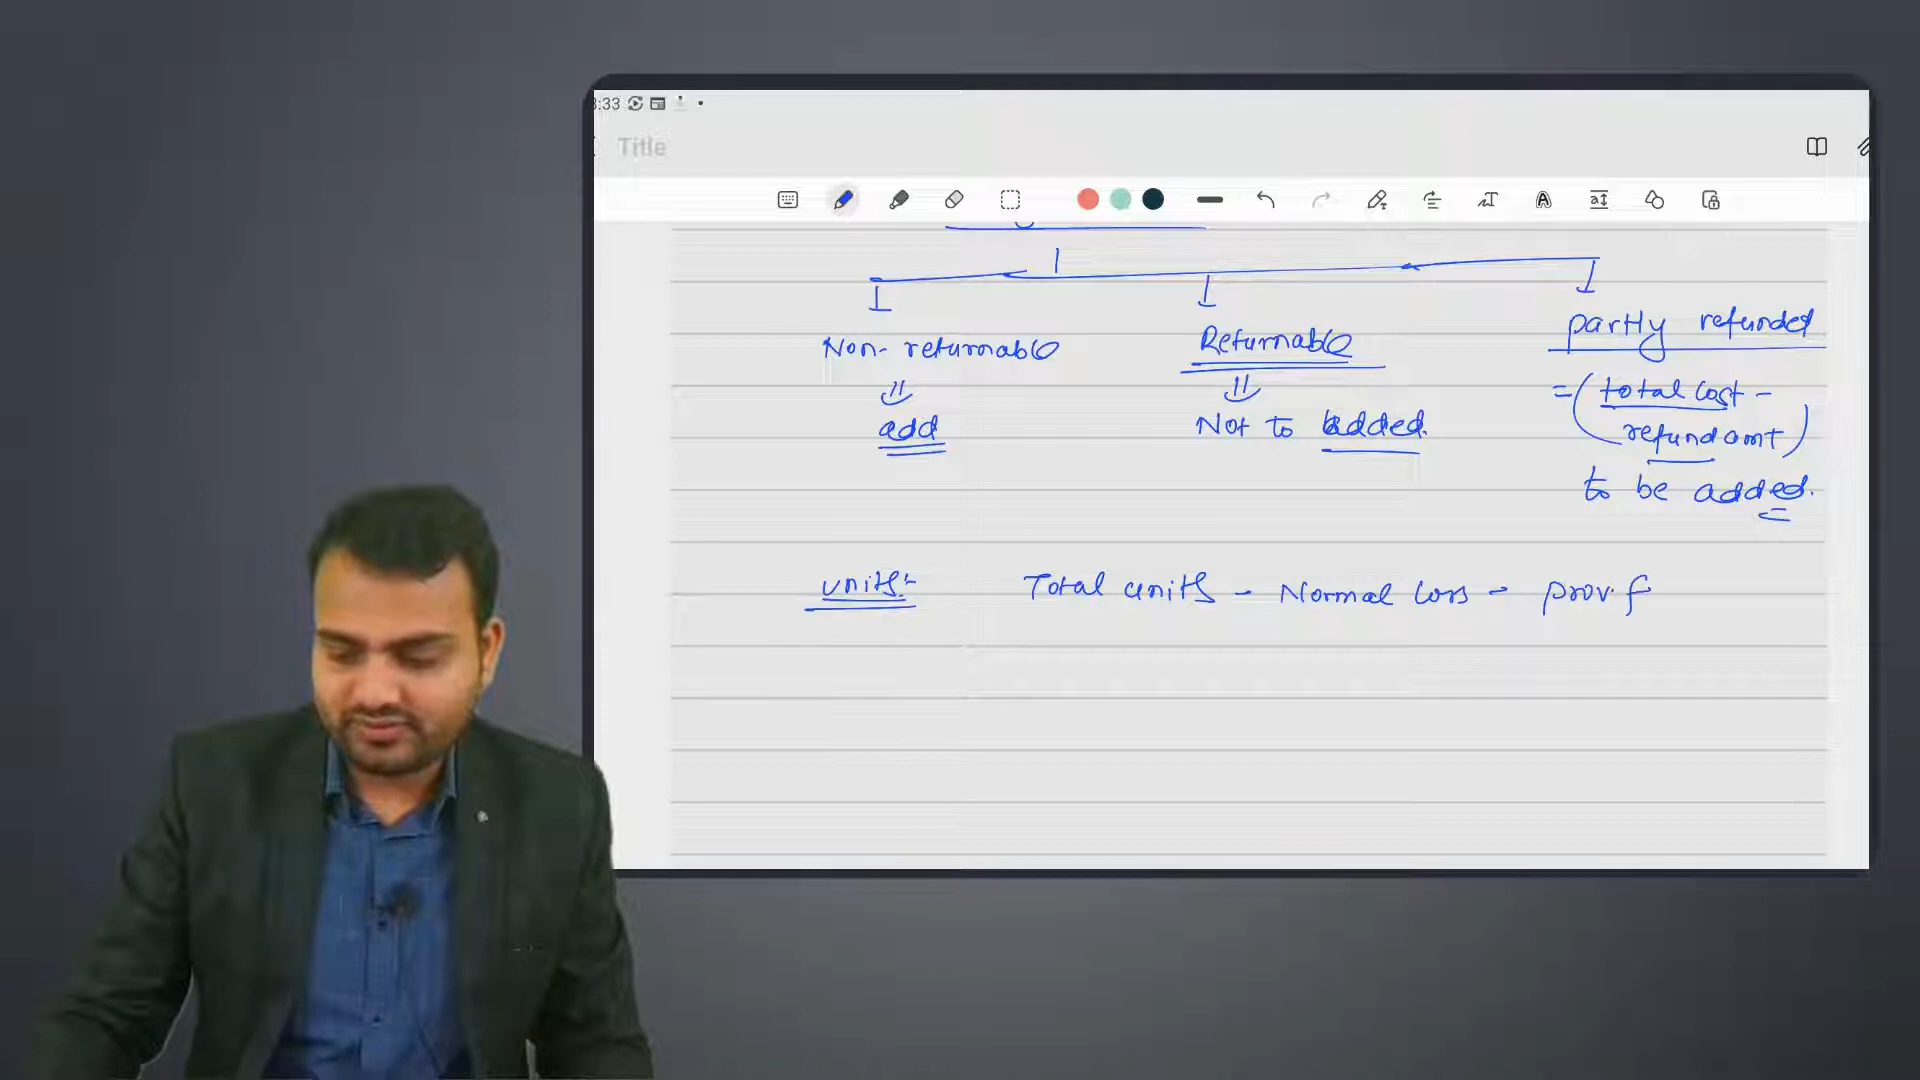 3:33
Title
Non-returnable
Returnable
partly refunded
add
Not to added.
= (total cost -
refund amt)
to be added.
units:-
Total units - Normal loss - prov. f